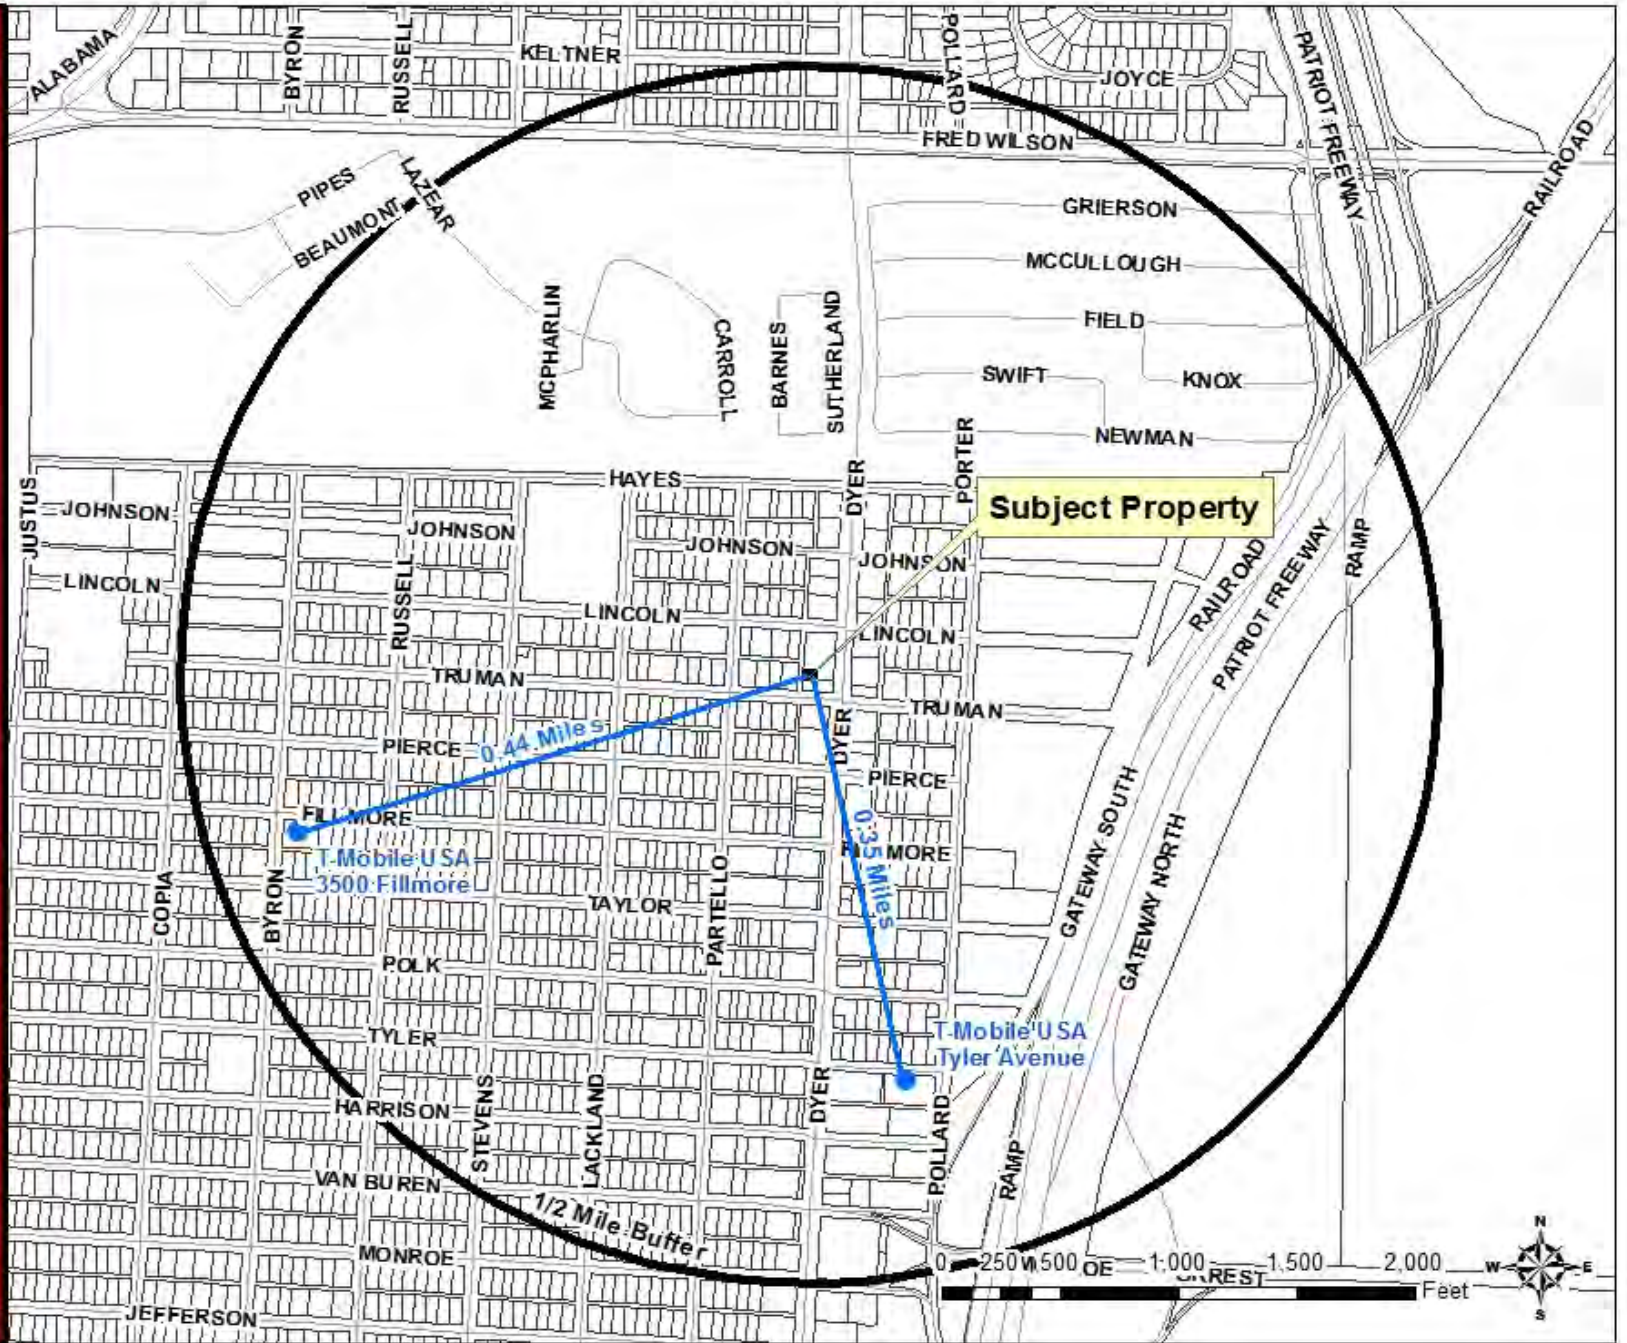 ALABAMA
BYRON
RUSSELL
KELTNER
POLLARD
JOYCE
PATRIOT FREEWAY
FRED WILSON
RAILROAD
PIPES
LAZEAR
BEAUMONT
GRIERSON
MCCULLOUGH
MCPHARLIN
CARROLL
BARNES
SUTHERLAND
FIELD
SWIFT
KNOX
NEWMAN
PORTER
HAYES
DYER
JUSTUS
JOHNSON
JOHNSON
JOHNSON
JOHNSON
Subject Property
RAILROAD
PATRIOT FREEWAY
RAMP
LINCOLN
RUSSELL
LINCOLN
LINCOLN
TRUMAN
TRUMAN
DYER
PIERCE
0.44 Miles
PIERCE
FILLMORE
0.35 Miles
MORE
T-Mobile USA
3500 Fillmore
GATEWAY SOUTH
GATEWAY NORTH
COPIA
BYRON
TAYLOR
PARTELLO
POLK
TYLER
T-Mobile USA
Tyler Avenue
HARRISON
STEVENS
LACKLAND
DYER
POLLARD
RAMP
VAN BUREN
1/2 Mile Buffer
MONROE
0 250 500 1,000 1,500 2,000
Feet
OE
RREST
JEFFERSON
N
W
E
S